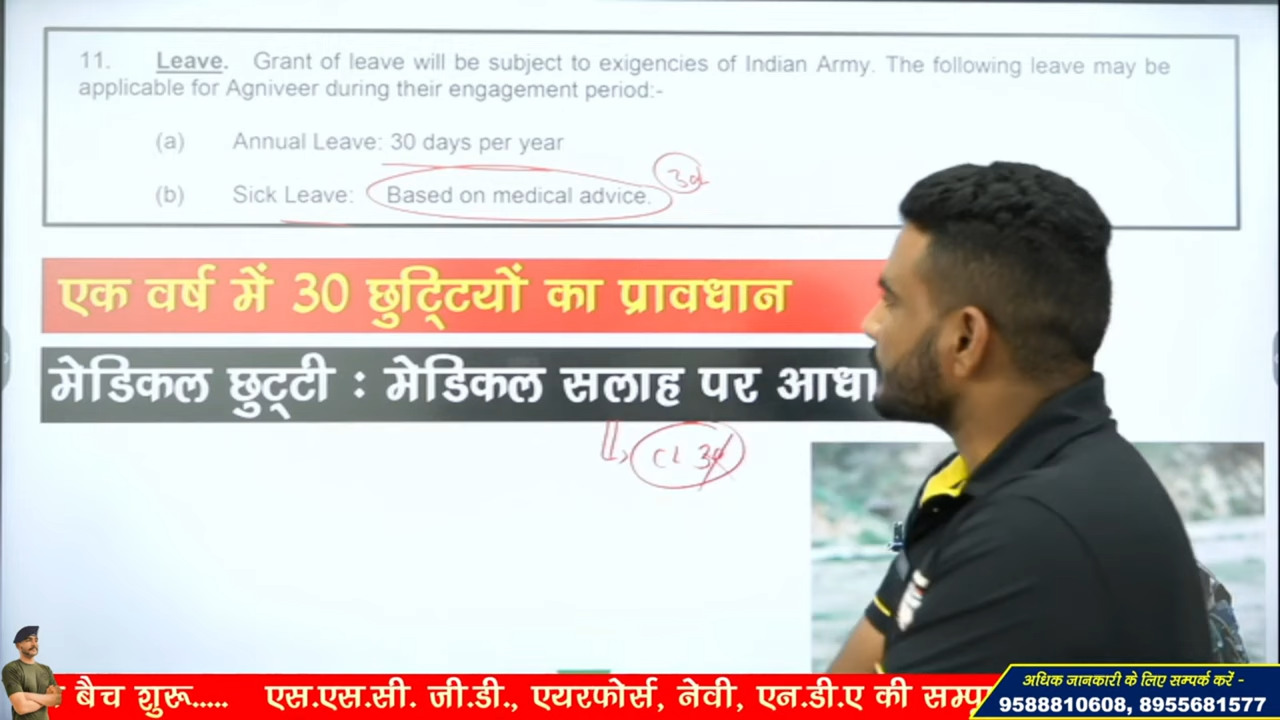 11. Leave. Grant of leave will be subject to exigencies of Indian Army. The following leave may be
applicable for Agniveer during their engagement period:-
(a) Annual Leave: 30 days per year
30
(b) Sick Leave: Based on medical advice.
एक वर्ष में 30 छुट्टियों का प्रावधान
मेडिकल छुट्टी : मेडिकल सलाह पर
CL 30
बैच शुरू..... एस.एस.सी. जी.डी., एयरफोर्स, नेवी, एन.डी.ए की
अधिक जानकारी के लिए सम्पर्क करें -
9588810608, 8955681577